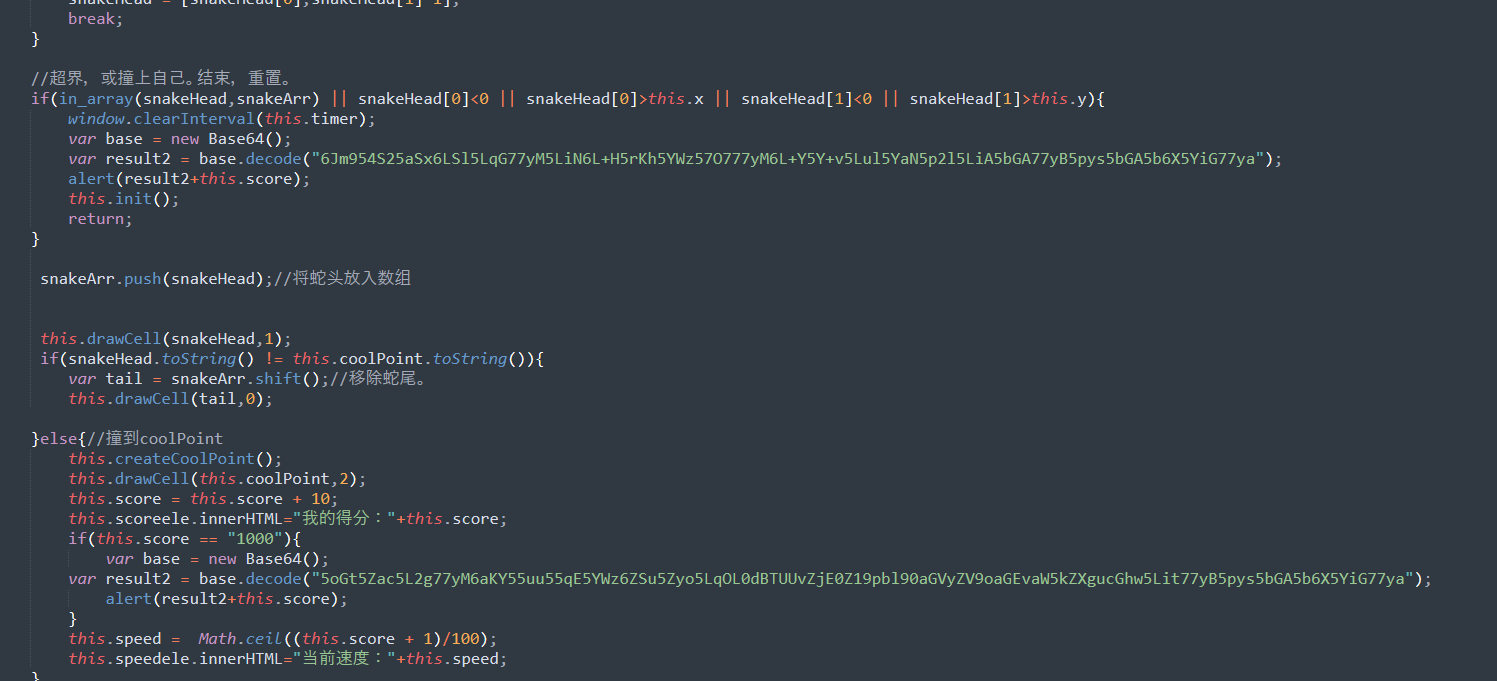 break;
}
//超界，或撞上自己。结束，重置。
if(in_array(snakeHead,snakeArr) || snakeHead[0]<0 || snakeHead[0]>this.x || snakeHead[1]<0 || snakeHead[1]>this.y){
window.clearInterval(this.timer);
var base = new Base64();
var result2 = base.decode("6Jm954S25aSx6LSl5LqG77yM5LiN6L+H5rKh5YWz57O777yM6L+Y5Y+v5Lul5YaN5p2l5LiA5bGA77yB5pys5bGA5b6X5YiG77ya");
alert(result2+this.score);
this.init();
return;
}
snakeArr.push(snakeHead);//将蛇头放入数组
this.drawCell(snakeHead,1);
if(snakeHead.toString() != this.coolPoint.toString()){
var tail = snakeArr.shift();//移除蛇尾。
this.drawCell(tail,0);
}else{//撞到coolPoint
this.createCoolPoint();
this.drawCell(this.coolPoint,2);
this.score = this.score + 10;
this.scoreele.innerHTML="我的得分："+this.score;
if(this.score == "1000"){
var base = new Base64();
var result2 = base.decode("5oGt5Zac5L2g77yM6aKY55uu55qE5YWz6ZSu5Zyo5LqOL0dBTUUvZjE0Z19pbl90aGVyZV9oaGEvaW5kZXgucGhw5Lit77yB5pys5bGA5b6X5YiG77ya");
alert(result2+this.score);
}
this.speed = Math.ceil((this.score + 1)/100);
this.speedele.innerHTML="当前速度："+this.speed;